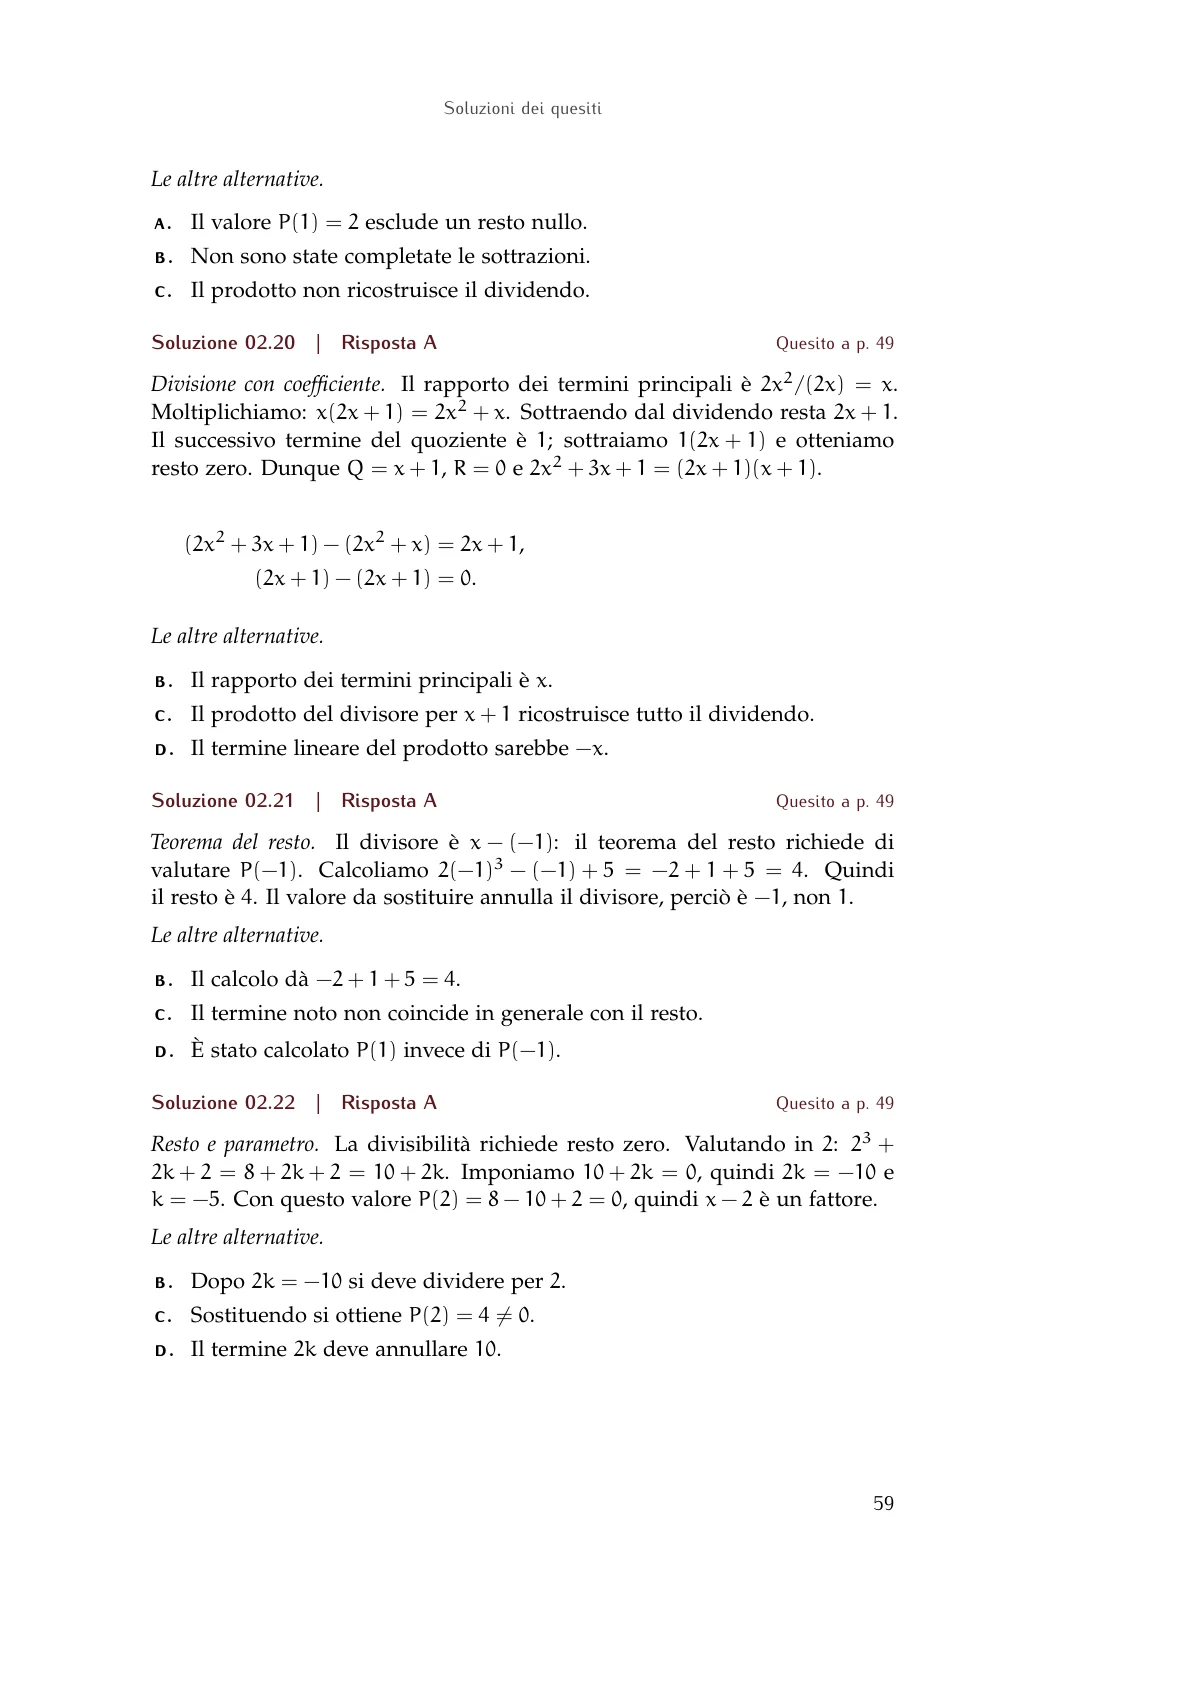 Soluzioni dei quesiti
Le altre alternative.
A. Il valore P(1) = 2 esclude un resto nullo.
B. Non sono state completate le sottrazioni.
C. Il prodotto non ricostruisce il dividendo.
Soluzione 02.20 | Risposta A Quesito a p. 49
Divisione con coefficiente. Il rapporto dei termini principali è 2x²/(2x) = x.
Moltiplichiamo: x(2x + 1) = 2x² + x. Sottraendo dal dividendo resta 2x + 1.
Il successivo termine del quoziente è 1; sottraiamo 1(2x + 1) e otteniamo
resto zero. Dunque Q = x + 1, R = 0 e 2x² + 3x + 1 = (2x + 1)(x + 1).
(2x² + 3x + 1) − (2x² + x) = 2x + 1,
(2x + 1) − (2x + 1) = 0.
Le altre alternative.
B. Il rapporto dei termini principali è x.
C. Il prodotto del divisore per x + 1 ricostruisce tutto il dividendo.
D. Il termine lineare del prodotto sarebbe −x.
Soluzione 02.21 | Risposta A Quesito a p. 49
Teorema del resto. Il divisore è x − (−1): il teorema del resto richiede di
valutare P(−1). Calcoliamo 2(−1)³ − (−1) + 5 = −2 + 1 + 5 = 4. Quindi
il resto è 4. Il valore da sostituire annulla il divisore, perciò è −1, non 1.
Le altre alternative.
B. Il calcolo dà −2 + 1 + 5 = 4.
C. Il termine noto non coincide in generale con il resto.
D. È stato calcolato P(1) invece di P(−1).
Soluzione 02.22 | Risposta A Quesito a p. 49
Resto e parametro. La divisibilità richiede resto zero. Valutando in 2: 2³ +
2k + 2 = 8 + 2k + 2 = 10 + 2k. Imponiamo 10 + 2k = 0, quindi 2k = −10 e
k = −5. Con questo valore P(2) = 8 − 10 + 2 = 0, quindi x − 2 è un fattore.
Le altre alternative.
B. Dopo 2k = −10 si deve dividere per 2.
C. Sostituendo si ottiene P(2) = 4 ≠ 0.
D. Il termine 2k deve annullare 10.
59